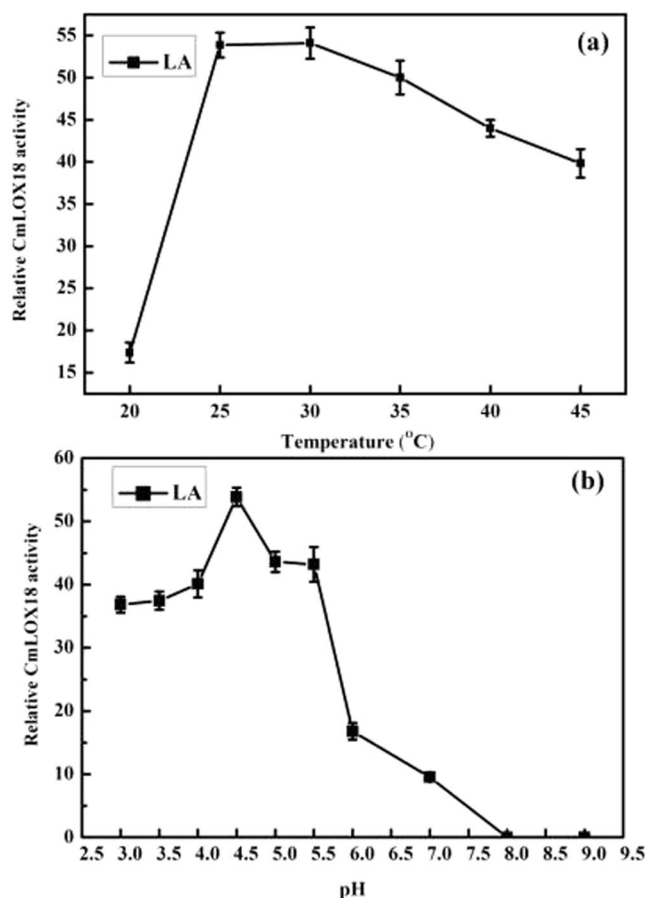 55
(a)
LA
50
45
40
35
30
25
20
15
Relative CmLOX18 activity
20 25 30 35 40 45
Temperature (°C)
60
(b)
LA
50
40
30
20
10
0
Relative CmLOX18 activity
2.5 3.0 3.5 4.0 4.5 5.0 5.5 6.0 6.5 7.0 7.5 8.0 8.5 9.0 9.5
pH